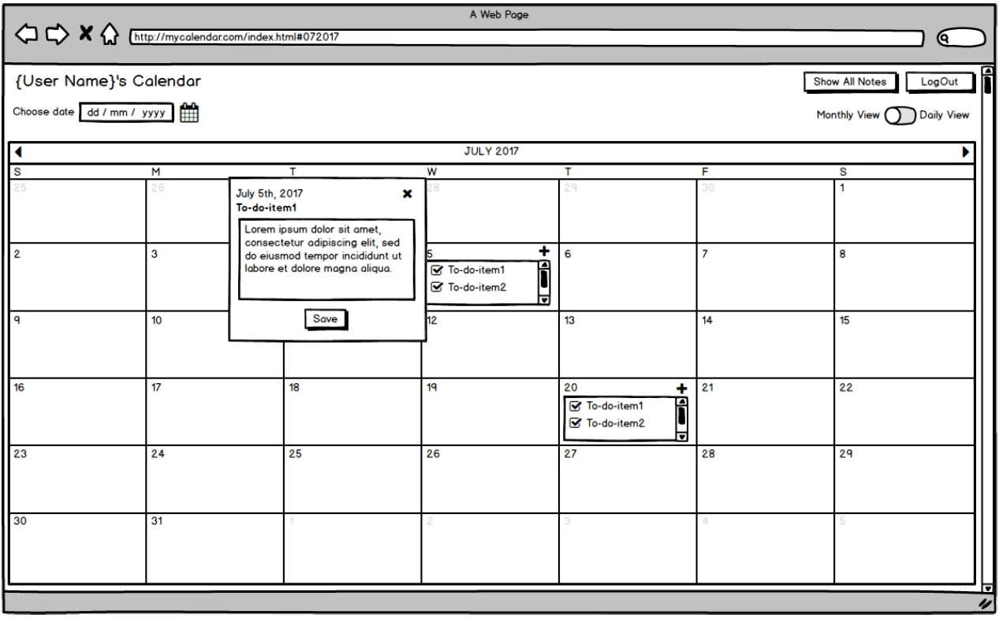 A Web Page
http://mycalendar.com/index.html#072017
{User Name}'s Calendar
Show All Notes
LogOut
Choose date
dd / mm / yyyy
Monthly View
Daily View
JULY 2017
S M T W T F S
25 26 28 29 30 1
July 5th, 2017
To-do-item1
Lorem ipsum dolor sit amet,
consectetur adipiscing elit, sed
do eiusmod tempor incididunt ut
labore et dolore magna aliqua.
Save
2 3 5 6 7 8
To-do-item1
To-do-item2
9 10 12 13 14 15
16 17 18 19 20 21 22
To-do-item1
To-do-item2
23 24 25 26 27 28 29
30 31 1 2 3 4 5